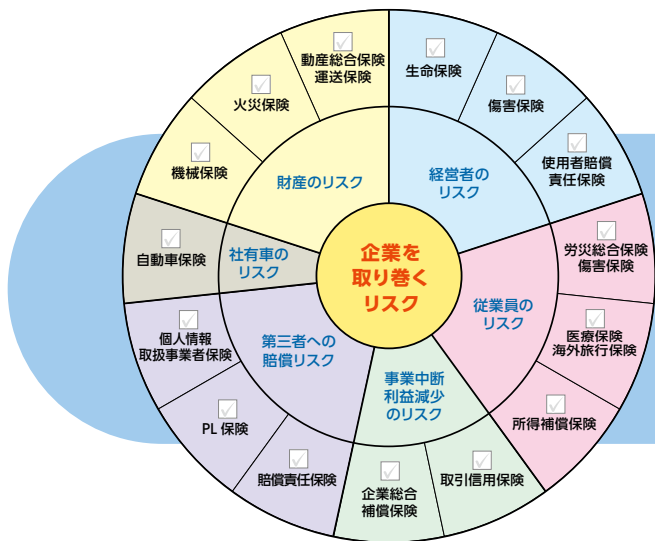 企業を
取り巻く
リスク
経営者の
リスク
生命保険
傷害保険
使用者賠償
責任保険
従業員の
リスク
労災総合保険
傷害保険
医療保険
海外旅行保険
所得補償保険
事業中断
利益減少
のリスク
取引信用保険
企業総合
補償保険
第三者への
賠償リスク
賠償責任保険
PL 保険
個人情報
取扱事業者保険
社有車の
リスク
自動車保険
財産のリスク
機械保険
火災保険
動産総合保険
運送保険